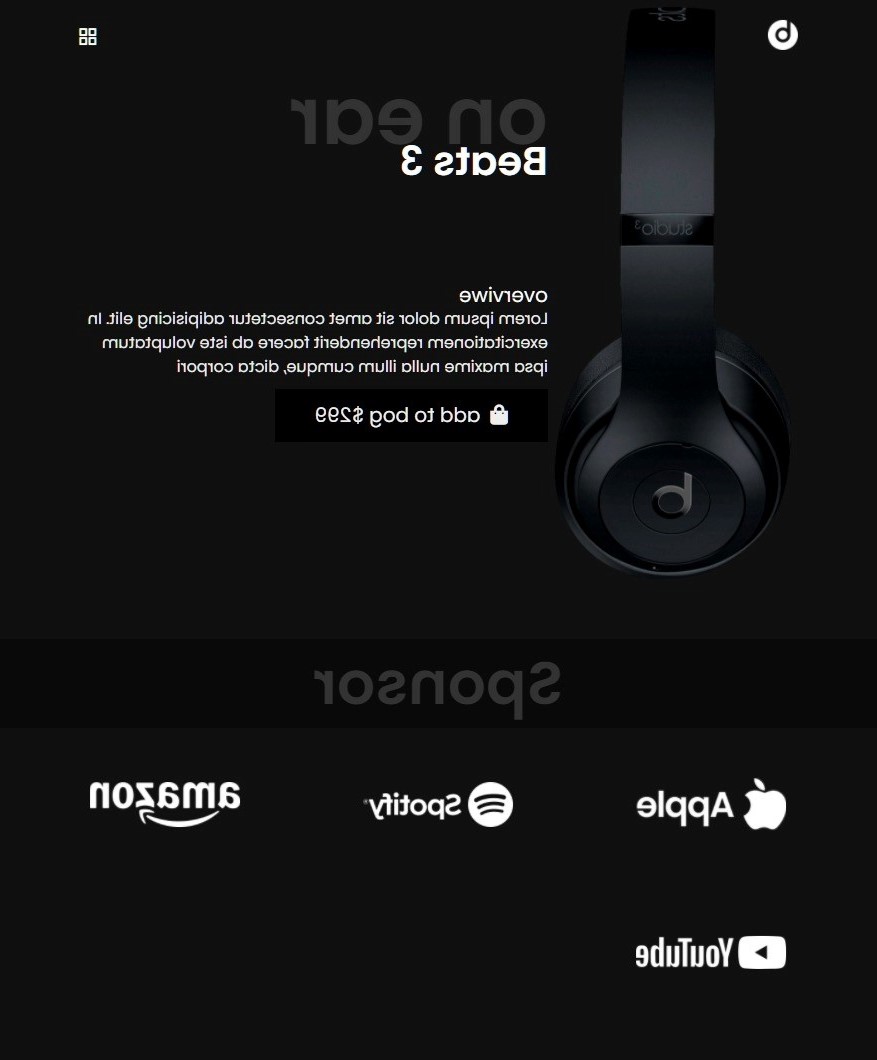 on ear
Beats 3
studio³
overviwe
Lorem ipsum dolor sit amet consectetur adipisicing elit. In
exercitationem reprehenderit facere ab iste voluptatum
ipsa maxime nulla illum cumque, dicta corpori
add to bag $299
Sponsor
Apple
Spotify
amazon
YouTube